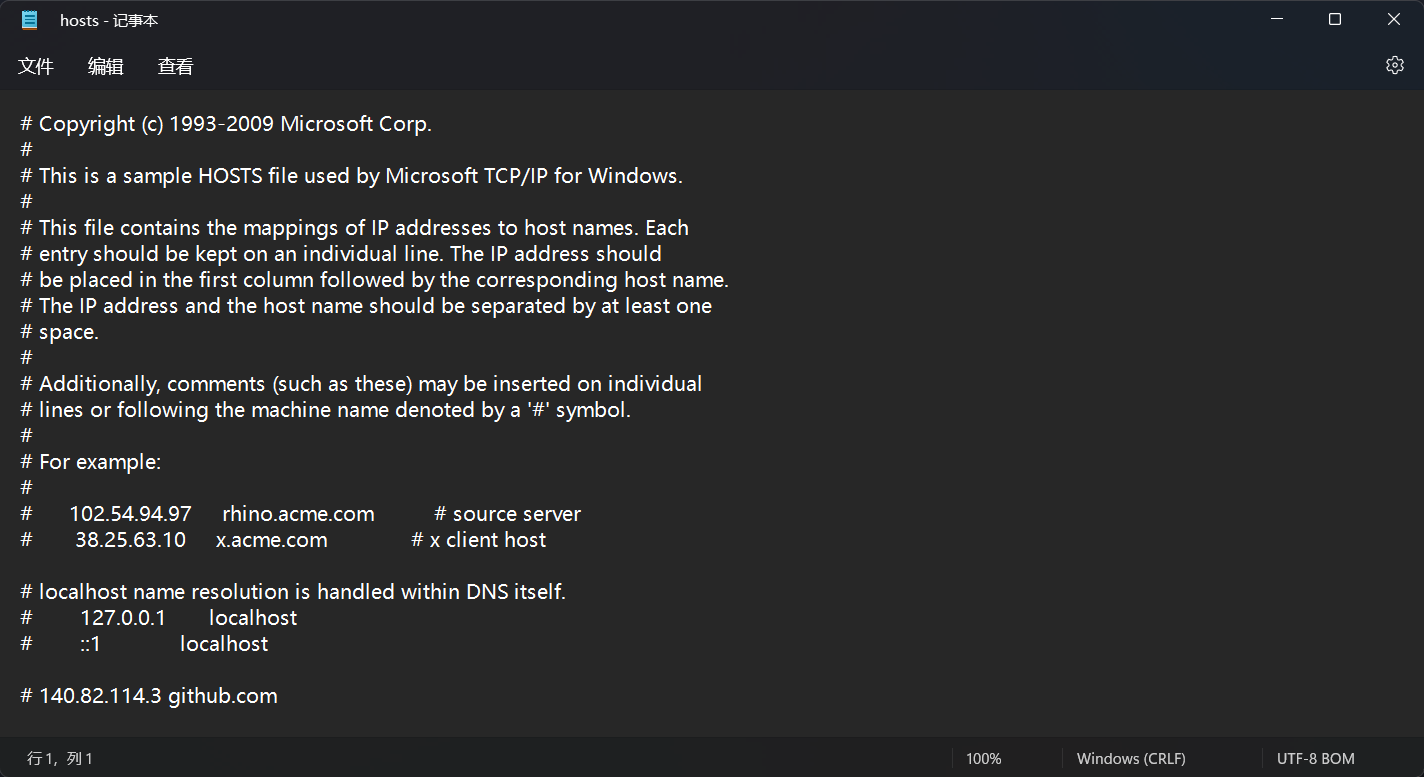 hosts - 记事本
文件 编辑 查看
# Copyright (c) 1993-2009 Microsoft Corp.
#
# This is a sample HOSTS file used by Microsoft TCP/IP for Windows.
#
# This file contains the mappings of IP addresses to host names. Each
# entry should be kept on an individual line. The IP address should
# be placed in the first column followed by the corresponding host name.
# The IP address and the host name should be separated by at least one
# space.
#
# Additionally, comments (such as these) may be inserted on individual
# lines or following the machine name denoted by a '#' symbol.
#
# For example:
#
#      102.54.94.97     rhino.acme.com          # source server
#       38.25.63.10     x.acme.com              # x client host
# localhost name resolution is handled within DNS itself.
#       127.0.0.1       localhost
#       ::1             localhost
# 140.82.114.3 github.com
行 1，列 1 100% Windows (CRLF) UTF-8 BOM